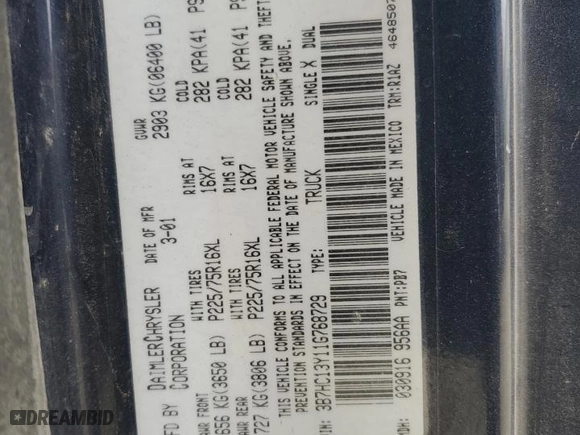 MFD BY DAIMLERCHRYSLER CORPORATION
DATE OF MFR 3-01
GVWR 2903 KG(06400 LB)
GAWR FRONT 1656 KG(3650 LB)
WITH TIRES P225/75R16XL
RIMS AT 16X7
COLD 282 KPA(41 PS
GAWR REAR 1727 KG(3806 LB)
WITH TIRES P225/75R16XL
RIMS AT 16X7
COLD 282 KPA(41 PS
THIS VEHICLE CONFORMS TO ALL APPLICABLE FEDERAL MOTOR VEHICLE SAFETY AND THEFT
PREVENTION STANDARDS IN EFFECT ON THE DATE OF MANUFACTURE SHOWN ABOVE.
VIN: 3B7HC13Y11G768729 TYPE: TRUCK SINGLE X DUAL
030916 956AA PNT:PB7 VEHICLE MADE IN MEXICO TRM:R1AZ 4648507
DREAMBID.COM